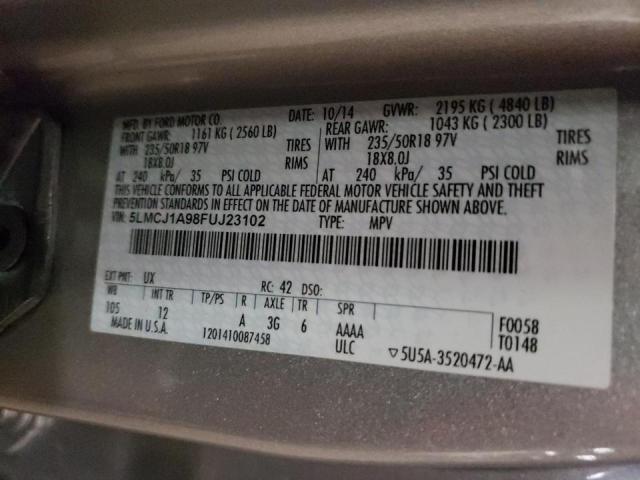 MFD. BY FORD MOTOR CO. DATE: 10/14 GVWR: 2195 KG ( 4840 LB)
FRONT GAWR: 1161 KG ( 2560 LB) REAR GAWR: 1043 KG ( 2300 LB)
WITH 235/50R18 97V TIRES WITH 235/50R18 97V TIRES
18X8.0J RIMS 18X8.0J RIMS
AT 240 kPa/ 35 PSI COLD AT 240 kPa/ 35 PSI COLD
THIS VEHICLE CONFORMS TO ALL APPLICABLE FEDERAL MOTOR VEHICLE SAFETY AND THEFT
PREVENTION STANDARDS IN EFFECT ON THE DATE OF MANUFACTURE SHOWN ABOVE.
VIN: 5LMCJ1A98FUJ23102 TYPE: MPV
EXT PNT: UX RC: 42 DSO:
WB INT TR TP/PS R AXLE TR SPR
105 12 A 3G 6 AAAA F0058
MADE IN U.S.A. 1201410087458 ULC T0148
▽5U5A-3520472-AA